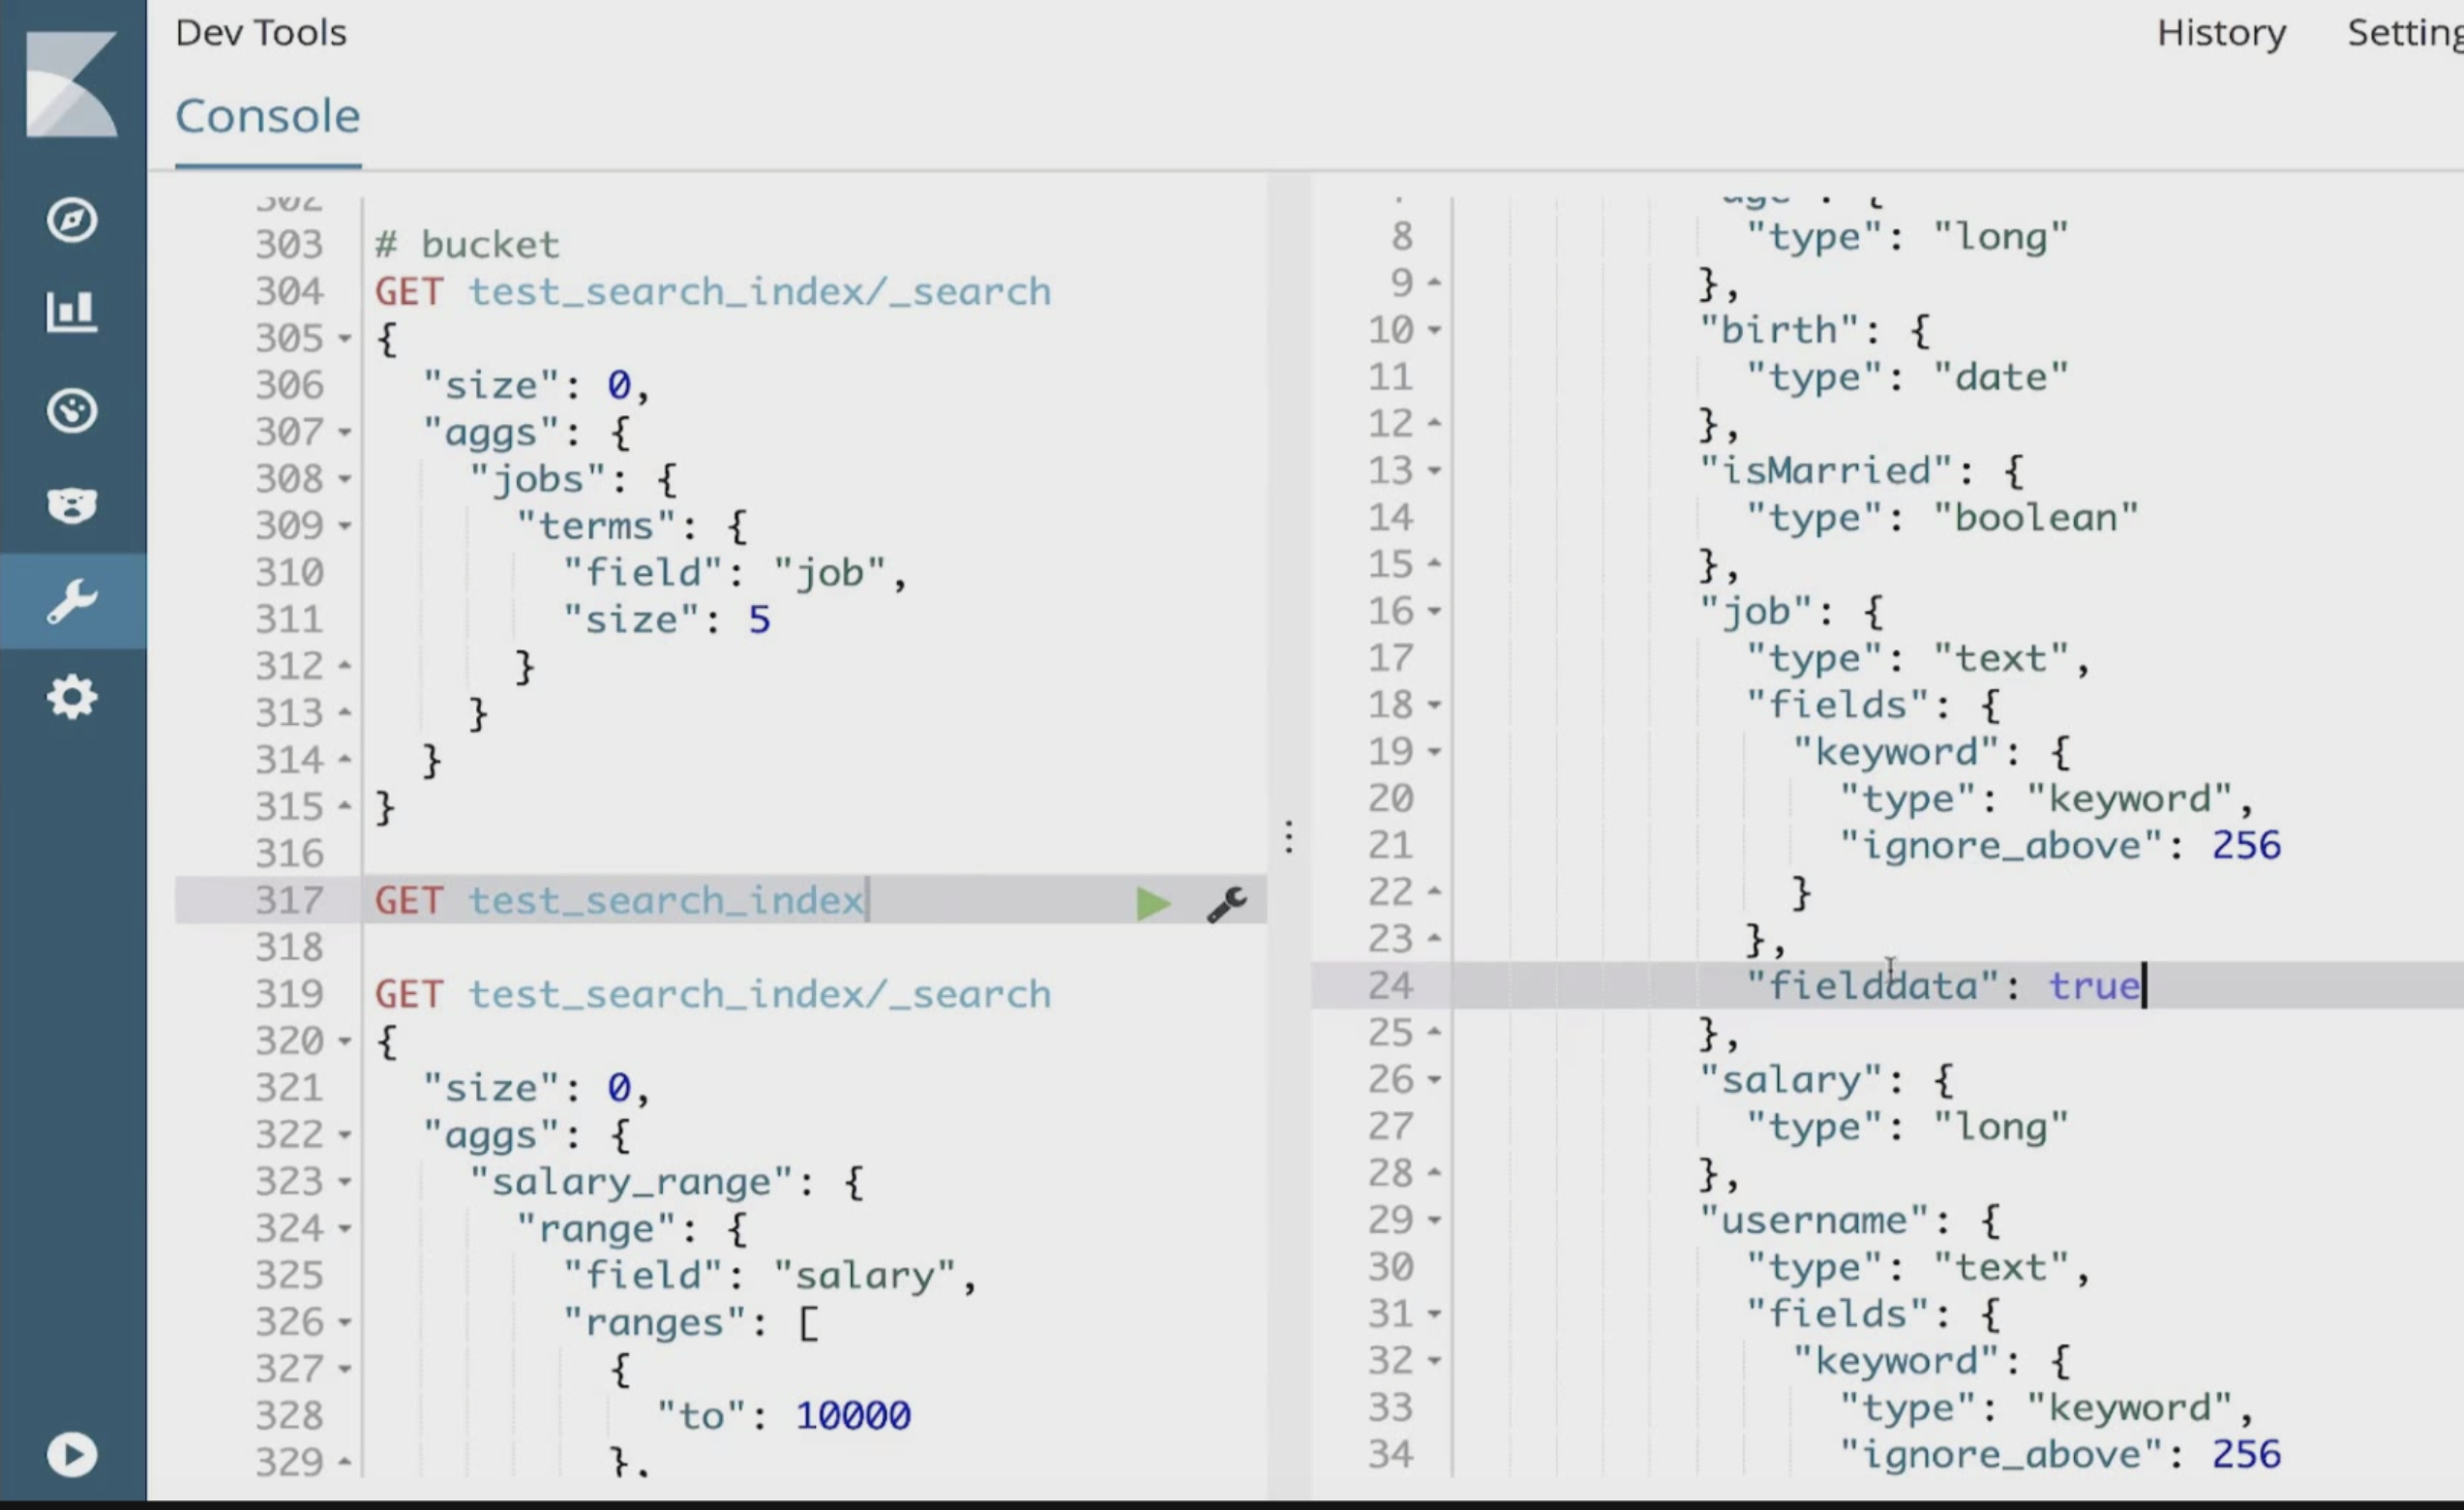 Dev Tools
History Setting
Console
302
303 # bucket
304 GET test_search_index/_search
305 {
306 "size": 0,
307 "aggs": {
308 "jobs": {
309 "terms": {
310 "field": "job",
311 "size": 5
312 }
313 }
314 }
315 }
316
317 GET test_search_index
318
319 GET test_search_index/_search
320 {
321 "size": 0,
322 "aggs": {
323 "salary_range": {
324 "range": {
325 "field": "salary",
326 "ranges": [
327 {
328 "to": 10000
329 },
8 "type": "long"
9 },
10 "birth": {
11 "type": "date"
12 },
13 "isMarried": {
14 "type": "boolean"
15 },
16 "job": {
17 "type": "text",
18 "fields": {
19 "keyword": {
20 "type": "keyword",
21 "ignore_above": 256
22 }
23 },
24 "fielddata": true
25 },
26 "salary": {
27 "type": "long"
28 },
29 "username": {
30 "type": "text",
31 "fields": {
32 "keyword": {
33 "type": "keyword",
34 "ignore_above": 256